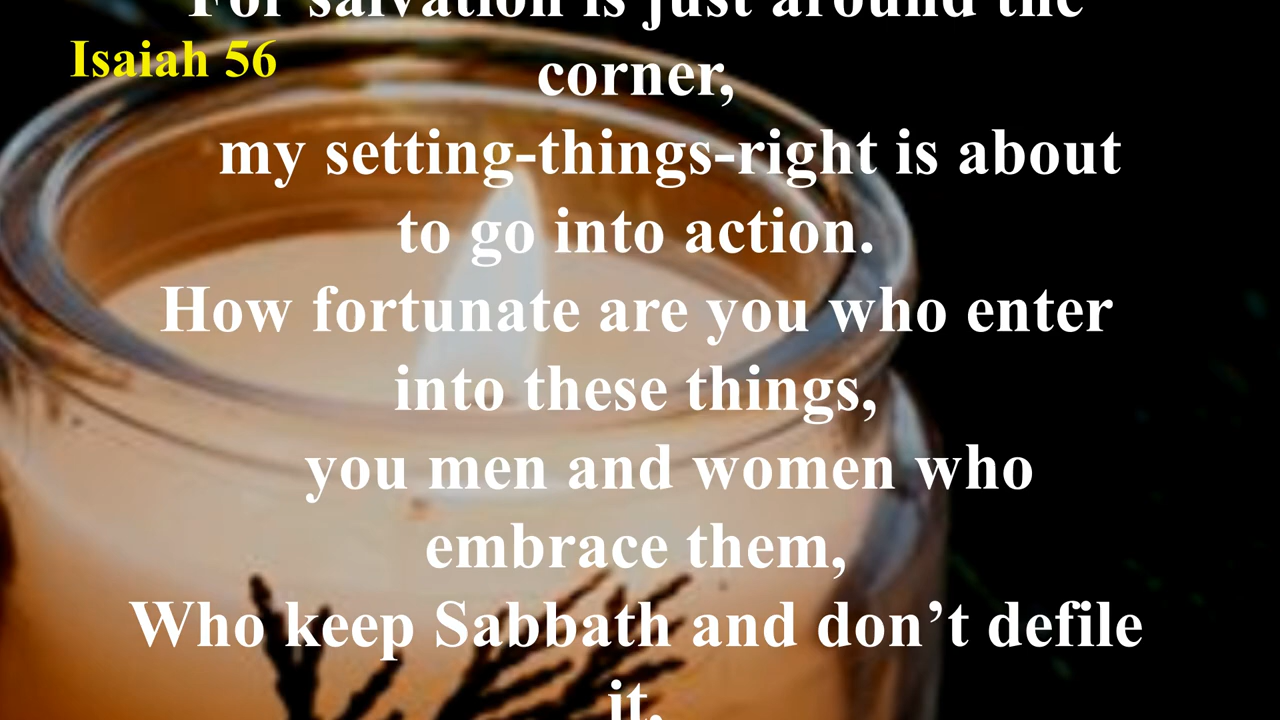 For salvation is just around the
Isaiah 56
corner,
my setting-things-right is about
to go into action.
How fortunate are you who enter
into these things,
you men and women who
embrace them,
Who keep Sabbath and don’t defile
it,